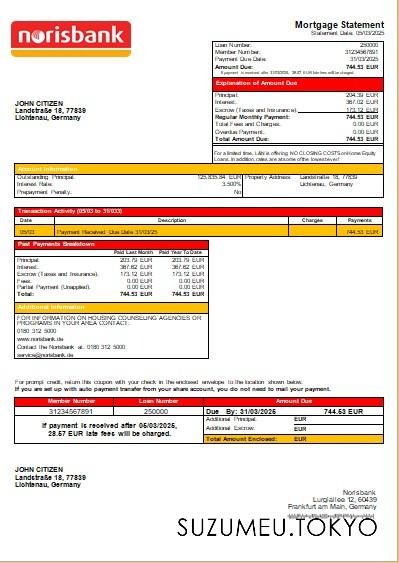 norisbank
Mortgage Statement
Statement Date: 05/03/2025
Loan Number: 250000
Member Number: 31234567891
Payment Due Date: 31/03/2025
Amount Due: 744.53 EUR
If payment is received after 31/03/2025, 28.57 EUR late fee will be charged.
JOHN CITIZEN
Landstraße 18, 77839
Lichtenau, Germany
Explanation of Amount Due
Principal: 204.39 EUR
Interest: 367.02 EUR
Escrow (Taxes and Insurance): 173.12 EUR
Regular Monthly Payment: 744.53 EUR
Total Fees and Charges: 0.00 EUR
Overdue Payment: 0.00 EUR
Total Amount Due: 744.53 EUR
For a limited time, LAN is offering NO CLOSING COSTS on Home Equity
Loans. In addition, rates are at some of the lowest ever!
Account Information
Outstanding Principal: 125,835.84 EUR Property Address: Landstraße 18, 77839
Interest Rate: 3.500% Lichtenau, Germany
Prepayment Penalty: No
Transaction Activity (05/03 to 31/033)
Date Description Charges Payments
05/03 Payment Received Due Date 31/03/25 744.53 EUR
Past Payments Breakdown
Paid Last Month Paid Year To Date
Principal: 203.79 EUR 203.79 EUR
Interest: 367.62 EUR 367.62 EUR
Escrow (Taxes and Insurance): 173.12 EUR 173.12 EUR
Fees: 0.00 EUR 0.00 EUR
Partial Payment (Unapplied): 0.00 EUR 0.00 EUR
Total: 744.53 EUR 744.53 EUR
Additional Information
FOR INFORMATION ON HOUSING COUNSELING AGENCIES OR
PROGRAMS IN YOUR AREA CONTACT:
0180 312 5000
www.norisbank.de
Contact the Norisbank at: 0180 312 5000
service@norisbank.de
For prompt credit, return this coupon with your check in the enclosed envelope to the location shown below.
If you are set up with auto payment transfer from your share account, you do not need to mail your payment.
Member Number Loan Number Amount Due
31234567891 250000 Due By: 31/03/2025 744.53 EUR
If payment is received after 05/03/2025,
28.57 EUR late fees will be charged.
Additional Principal: EUR
Additional Escrow: EUR
Total Amount Enclosed: EUR
JOHN CITIZEN
Landstraße 18, 77839
Lichtenau, Germany
Norisbank
Lurgiallee 12, 60439
Frankfurt am Main, Germany
SUZUMEU.TOKYO